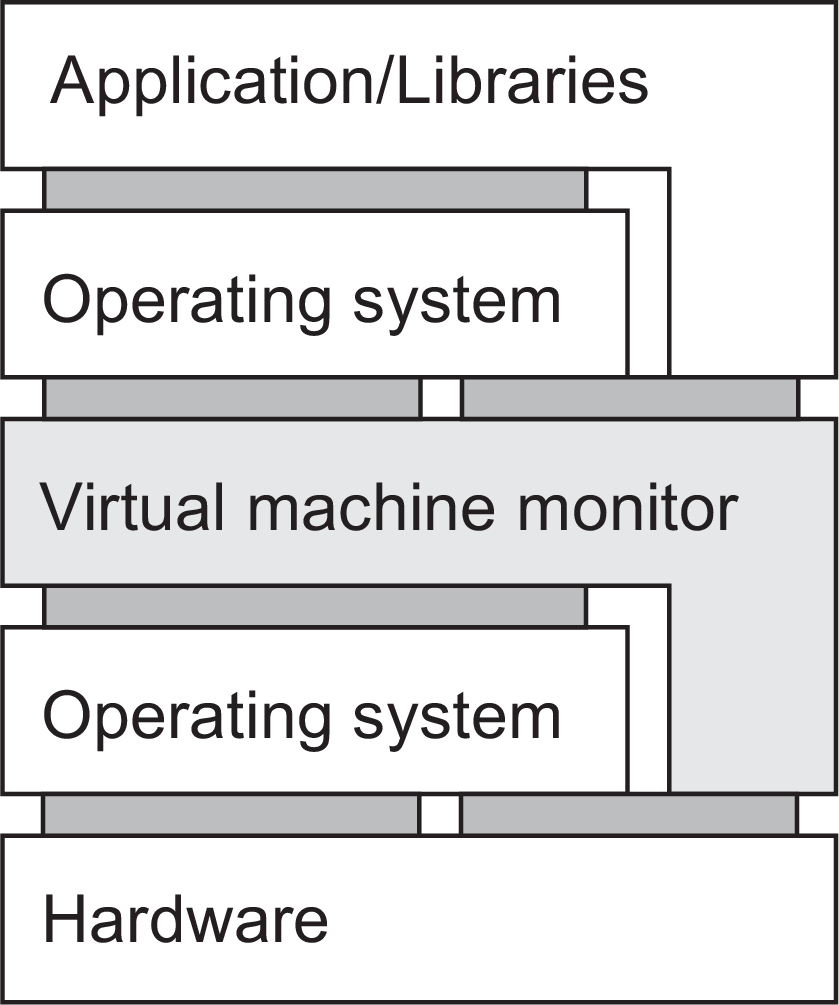 Application/Libraries
Operating system
Virtual machine monitor
Operating system
Hardware